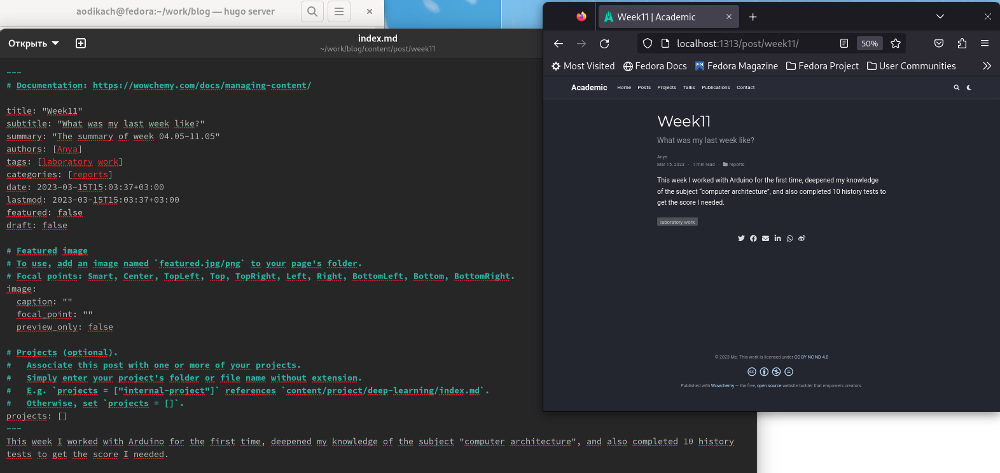 aodikach@fedora:~/work/blog — hugo server
Открыть
index.md
~/work/blog/content/post/week11
---
# Documentation: https://wowchemy.com/docs/managing-content/
title: "Week11"
subtitle: "What was my last week like?"
summary: "The summary of week 04.05-11.05"
authors: [Anya]
tags: [laboratory work]
categories: [reports]
date: 2023-03-15T15:03:37+03:00
lastmod: 2023-03-15T15:03:37+03:00
featured: false
draft: false
# Featured image
# To use, add an image named `featured.jpg/png` to your page's folder.
# Focal points: Smart, Center, TopLeft, Top, TopRight, Left, Right, BottomLeft, Bottom, BottomRight.
image:
  caption: ""
  focal_point: ""
  preview_only: false
# Projects (optional).
#   Associate this post with one or more of your projects.
#   Simply enter your project's folder or file name without extension.
#   E.g. `projects = ["internal-project"]` references `content/project/deep-learning/index.md`.
#   Otherwise, set `projects = []`.
projects: []
---
This week I worked with Arduino for the first time, deepened my knowledge of the subject "computer architecture", and also completed 10 history
tests to get the score I needed.
Week11 | Academic
localhost:1313/post/week11/
50%
Most Visited Fedora Docs Fedora Magazine Fedora Project User Communities
Academic Home Posts Projects Talks Publications Contact
Week11
What was my last week like?
Anya
Mar 15, 2023 · 1 min read · reports
This week I worked with Arduino for the first time, deepened my knowledge
of the subject “computer architecture”, and also completed 10 history tests to
get the score I needed.
laboratory work
© 2023 Me. This work is licensed under CC BY NC ND 4.0
Published with Wowchemy — the free, open source website builder that empowers creators.